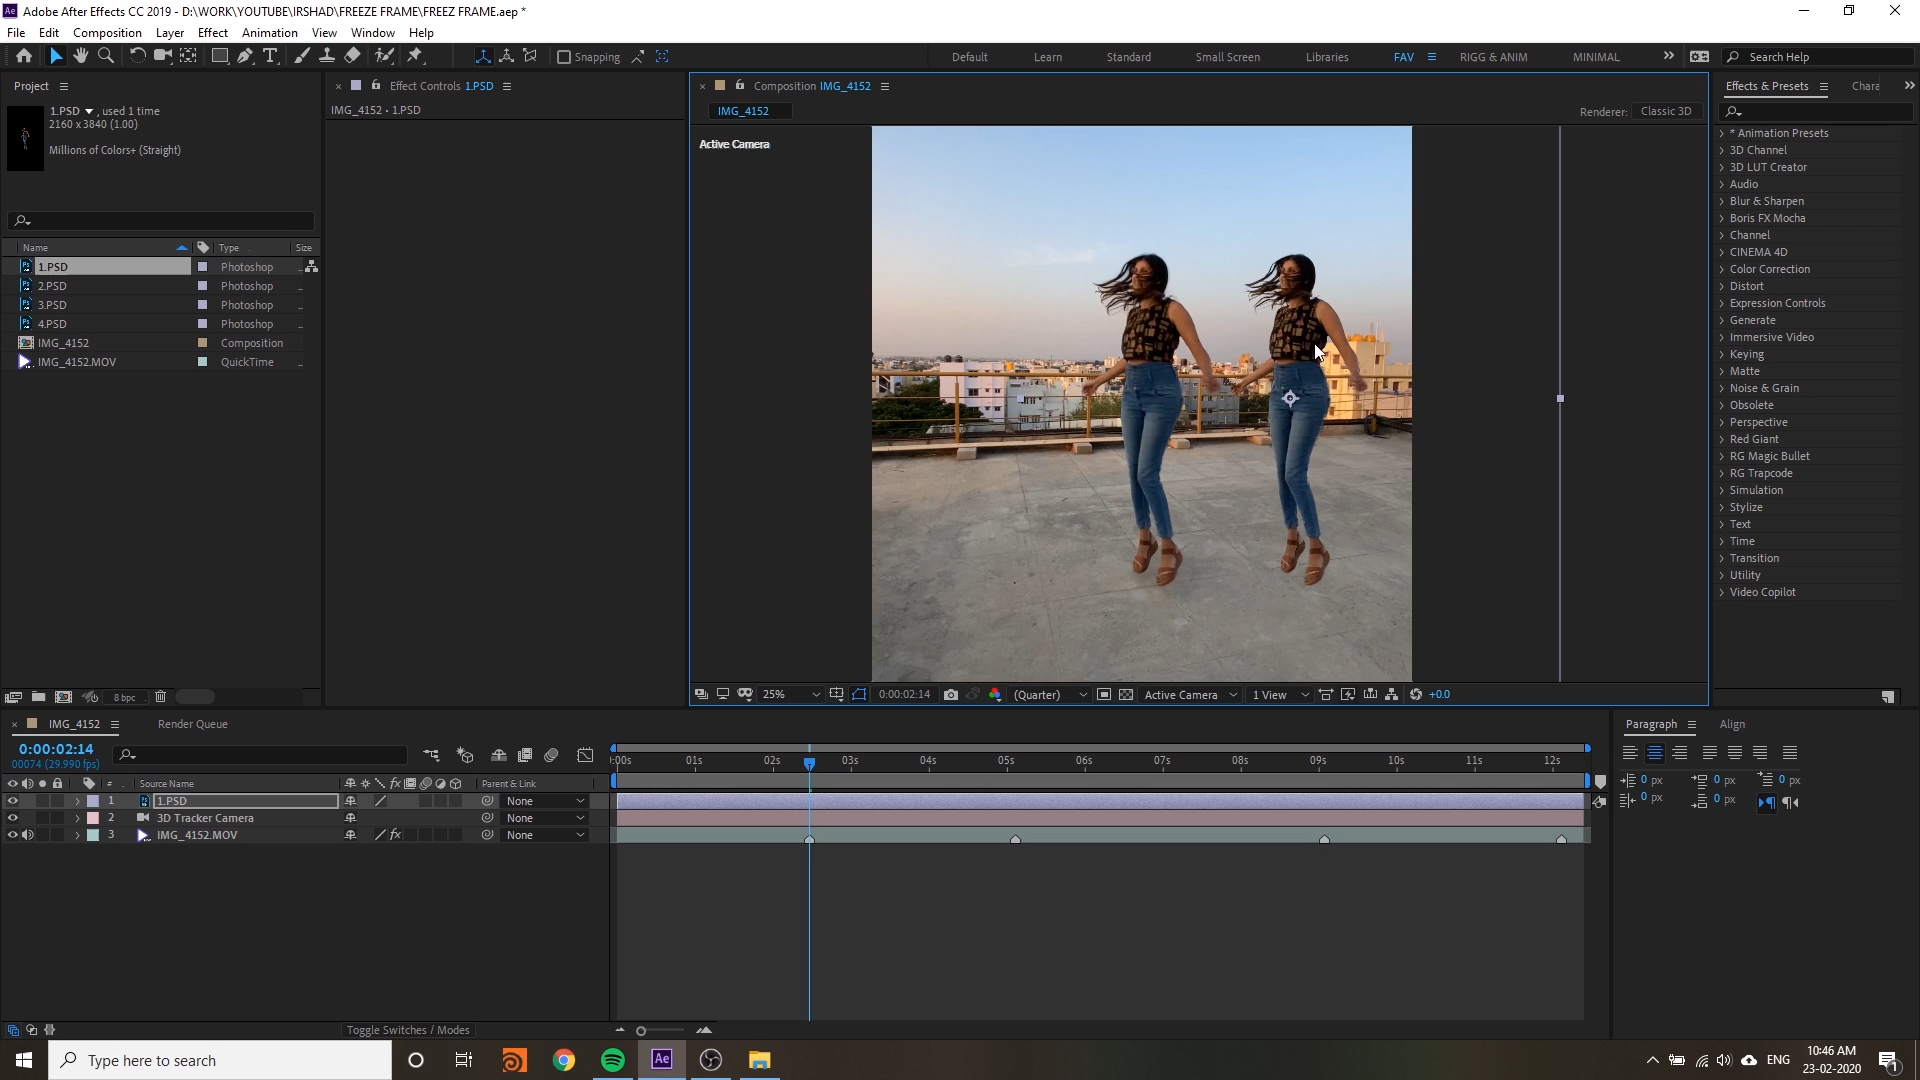 Adobe After Effects CC 2019 - D:\WORK\YOUTUBE\IRSHAD\FREEZE FRAME\FREEZ FRAME.aep *
File Edit Composition Layer Effect Animation View Window Help
Snapping
Default Learn Standard Small Screen Libraries FAV RIGG & ANIM MINIMAL
Search Help
Project
1.PSD , used 1 time
2160 x 3840 (1.00)
Millions of Colors+ (Straight)
Name Type Size
1.PSD Photoshop
2.PSD Photoshop
3.PSD Photoshop
4.PSD Photoshop
IMG_4152 Composition
IMG_4152.MOV QuickTime
8 bpc
Effect Controls 1.PSD
IMG_4152 • 1.PSD
Composition IMG_4152
IMG_4152
Renderer: Classic 3D
Active Camera
25% 0:00:02:14 (Quarter) Active Camera 1 View +0.0
Effects & Presets Chara
* Animation Presets
3D Channel
3D LUT Creator
Audio
Blur & Sharpen
Boris FX Mocha
Channel
CINEMA 4D
Color Correction
Distort
Expression Controls
Generate
Immersive Video
Keying
Matte
Noise & Grain
Obsolete
Perspective
Red Giant
RG Magic Bullet
RG Trapcode
Simulation
Stylize
Text
Time
Transition
Utility
Video Copilot
IMG_4152 Render Queue
0:00:02:14
00074 (29.990 fps)
# Source Name Parent & Link
1 1.PSD None
2 3D Tracker Camera None
3 IMG_4152.MOV None
:00s 01s 02s 03s 04s 05s 06s 07s 08s 09s 10s 11s 12s
Toggle Switches / Modes
Paragraph Align
0 px 0 px 0 px
0 px 0 px
Type here to search
Ae
ENG
10:46 AM
23-02-2020
1